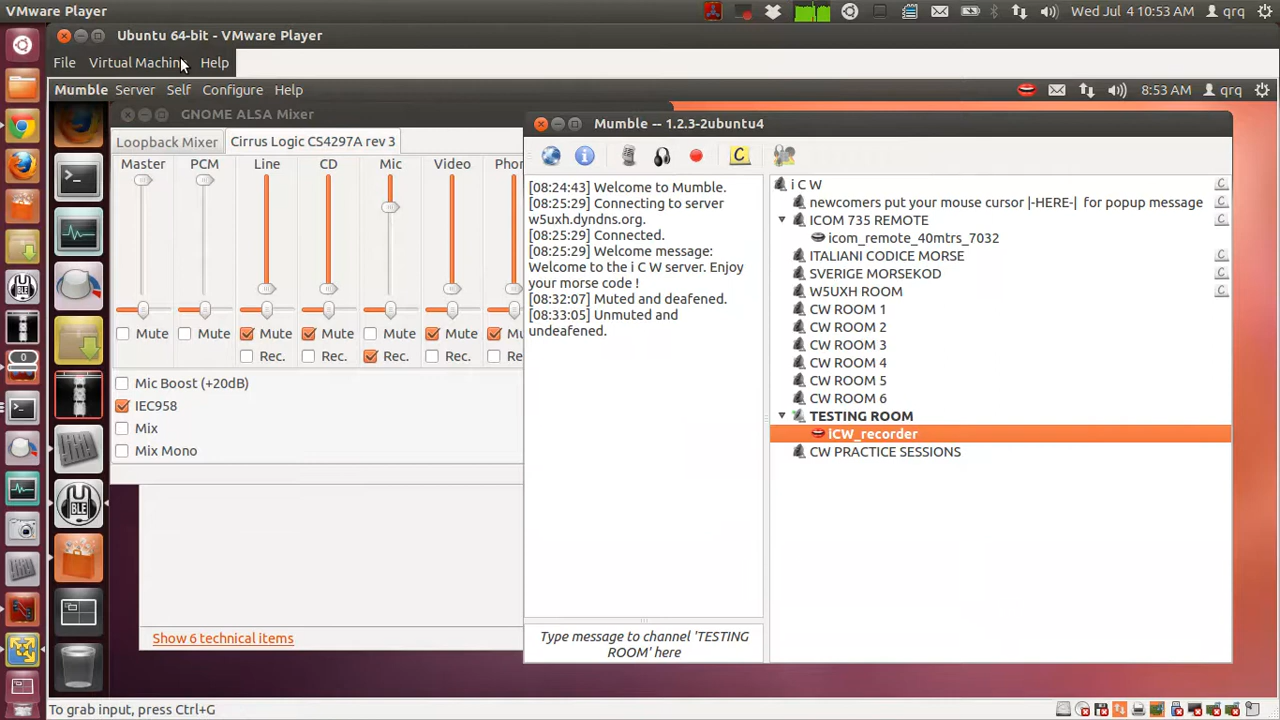 VMware Player
Wed Jul 4 10:53 AM
qrq
Ubuntu 64-bit - VMware Player
File
Virtual Machin
Help
Mumble
Server
Self
Configure
Help
8:53 AM
qrq
GNOME ALSA Mixer
Loopback Mixer
Cirrus Logic CS4297A rev 3
Master
PCM
Line
CD
Mic
Video
Phor
Mute
Mute
Mute
Mute
Mute
Mute
Mu
Rec.
Rec.
Rec.
Rec.
Re
Mic Boost (+20dB)
IEC958
Mix
Mix Mono
Show 6 technical items
Mumble -- 1.2.3-2ubuntu4
C
[08:24:43] Welcome to Mumble.
[08:25:29] Connecting to server
w5uxh.dyndns.org.
[08:25:29] Connected.
[08:25:29] Welcome message:
Welcome to the i C W server. Enjoy
your morse code !
[08:32:07] Muted and deafened.
[08:33:05] Unmuted and
undeafened.
Type message to channel 'TESTING
ROOM' here
i C W
C
newcomers put your mouse cursor |-HERE-| for popup message
C
ICOM 735 REMOTE
C
icom_remote_40mtrs_7032
ITALIANI CODICE MORSE
C
SVERIGE MORSEKOD
C
W5UXH ROOM
C
CW ROOM 1
CW ROOM 2
CW ROOM 3
CW ROOM 4
CW ROOM 5
CW ROOM 6
TESTING ROOM
iCW_recorder
CW PRACTICE SESSIONS
0
BLE
BLE
To grab input, press Ctrl+G